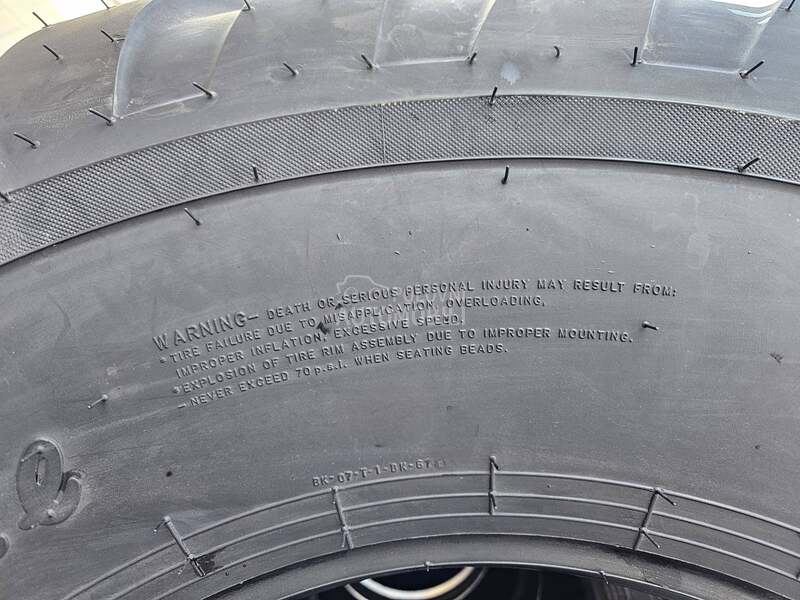 WARNING- DEATH OR SERIOUS PERSONAL INJURY MAY RESULT FROM:
• TIRE FAILURE DUE TO MISAPPLICATION, OVERLOADING,
IMPROPER INFLATION, EXCESSIVE SPEED.
• EXPLOSION OF TIRE RIM ASSEMBLY DUE TO IMPROPER MOUNTING.
- NEVER EXCEED 70 p.s.i. WHEN SEATING BEADS.